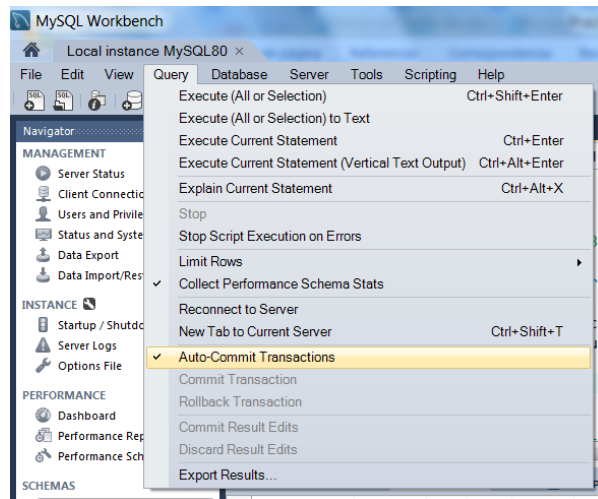 MySQL Workbench
Local instance MySQL80 ×
File Edit View Query Database Server Tools Scripting Help
Execute (All or Selection) Ctrl+Shift+Enter
Execute (All or Selection) to Text
Execute Current Statement Ctrl+Enter
Execute Current Statement (Vertical Text Output) Ctrl+Alt+Enter
Explain Current Statement Ctrl+Alt+X
Stop
Stop Script Execution on Errors
Limit Rows
Collect Performance Schema Stats
Reconnect to Server
New Tab to Current Server Ctrl+Shift+T
Auto-Commit Transactions
Commit Transaction
Rollback Transaction
Commit Result Edits
Discard Result Edits
Export Results...
Navigator
MANAGEMENT
Server Status
Client Connectio
Users and Privile
Status and Syste
Data Export
Data Import/Res
INSTANCE
Startup / Shutdo
Server Logs
Options File
PERFORMANCE
Dashboard
Performance Rep
Performance Sch
SCHEMAS